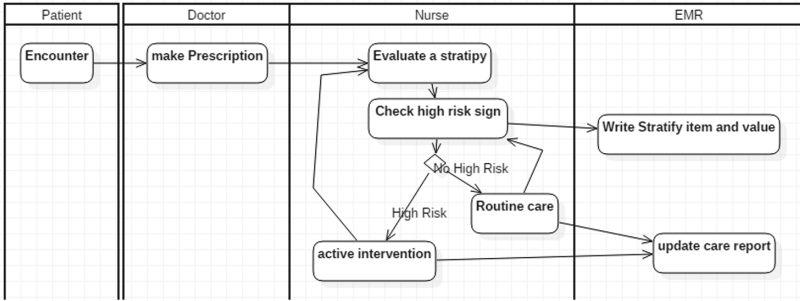 Patient
Doctor
Nurse
EMR
Encounter
make Prescription
Evaluate a stratipy
Check high risk sign
Write Stratify item and value
No High Risk
Routine care
High Risk
active intervention
update care report